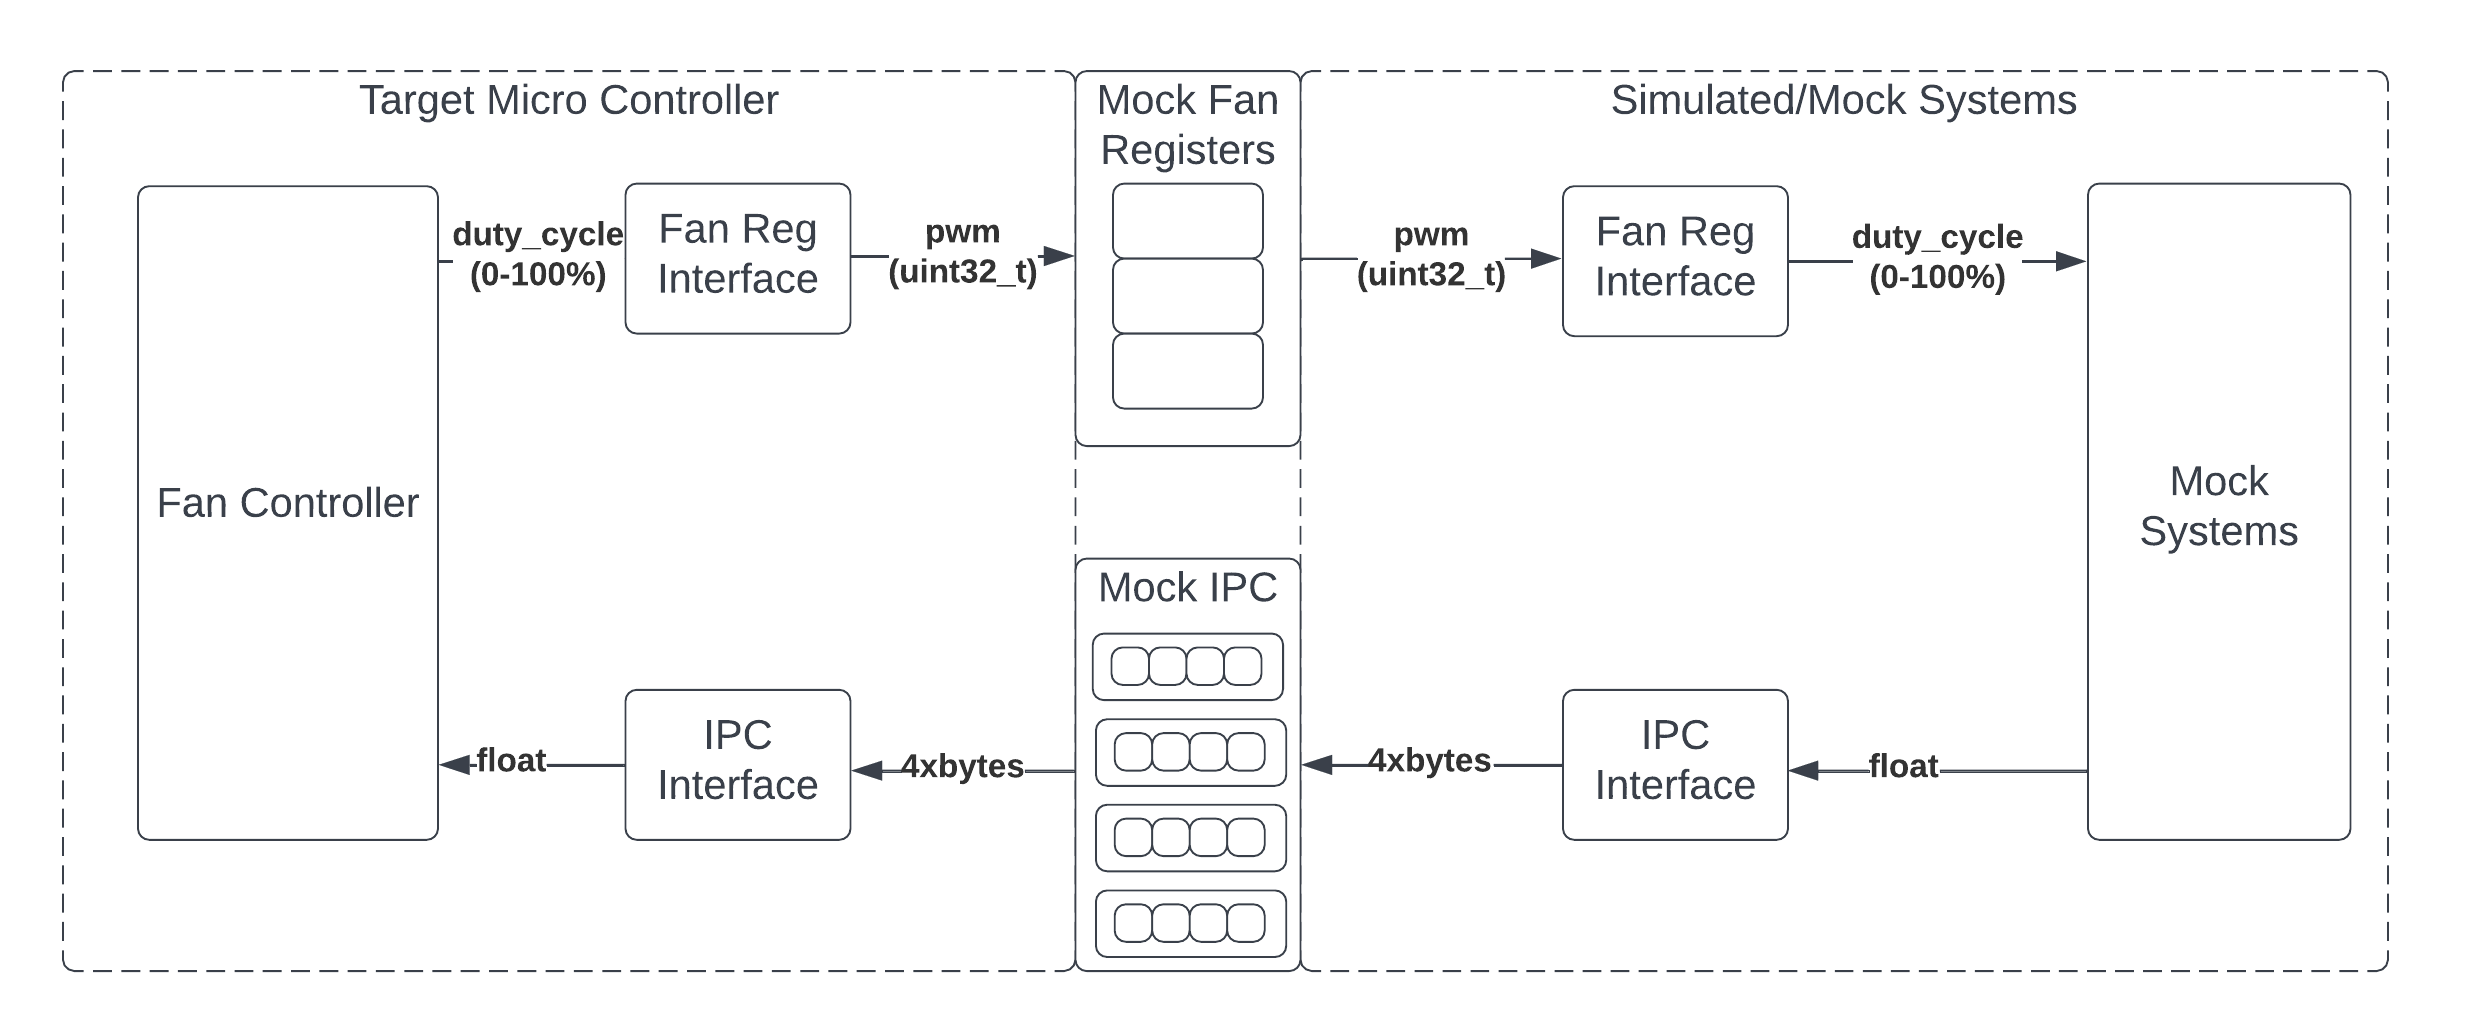 Target Micro Controller
Mock Fan
Registers
Simulated/Mock Systems
duty_cycle
(0-100%)
Fan Reg
Interface
pwm
(uint32_t)
pwm
(uint32_t)
Fan Reg
Interface
duty_cycle
(0-100%)
Fan Controller
Mock
Systems
Mock IPC
float
IPC
Interface
4xbytes
4xbytes
IPC
Interface
float